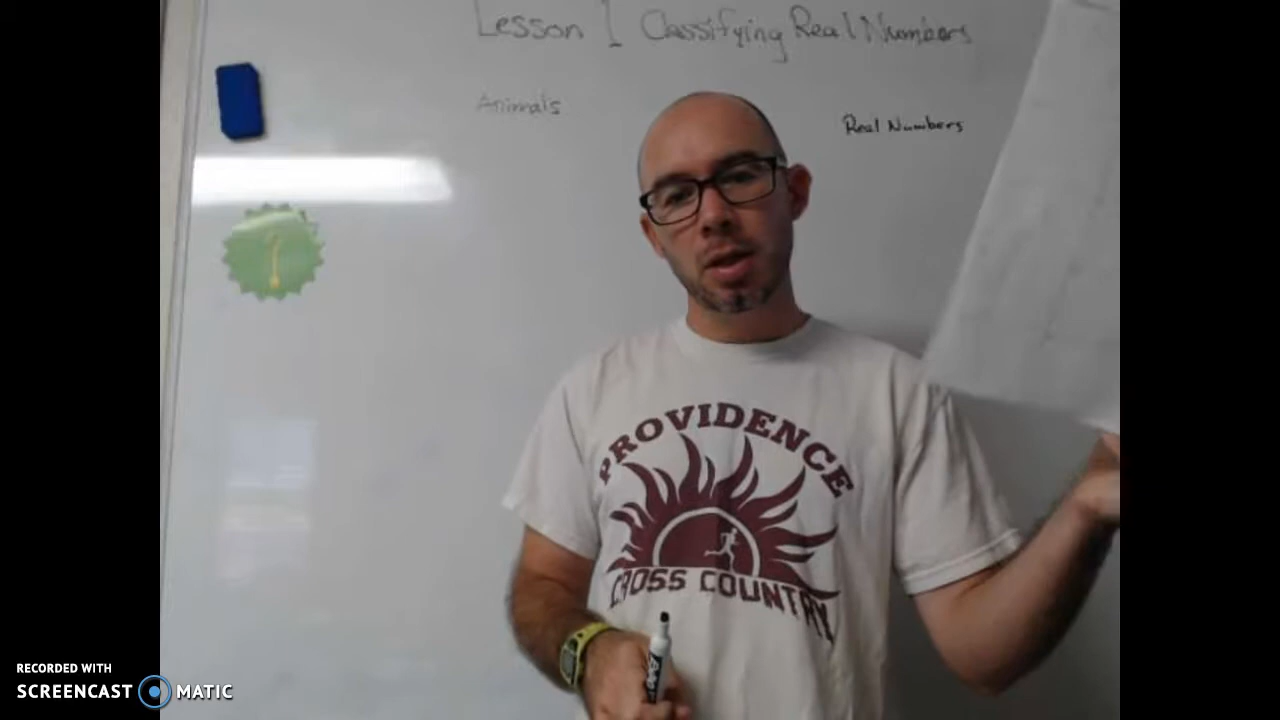 Lesson 1 Classifying Real Numbers
Animals
Real Numbers
PROVIDENCE
CROSS COUNTRY
RECORDED WITH
SCREENCAST MATIC